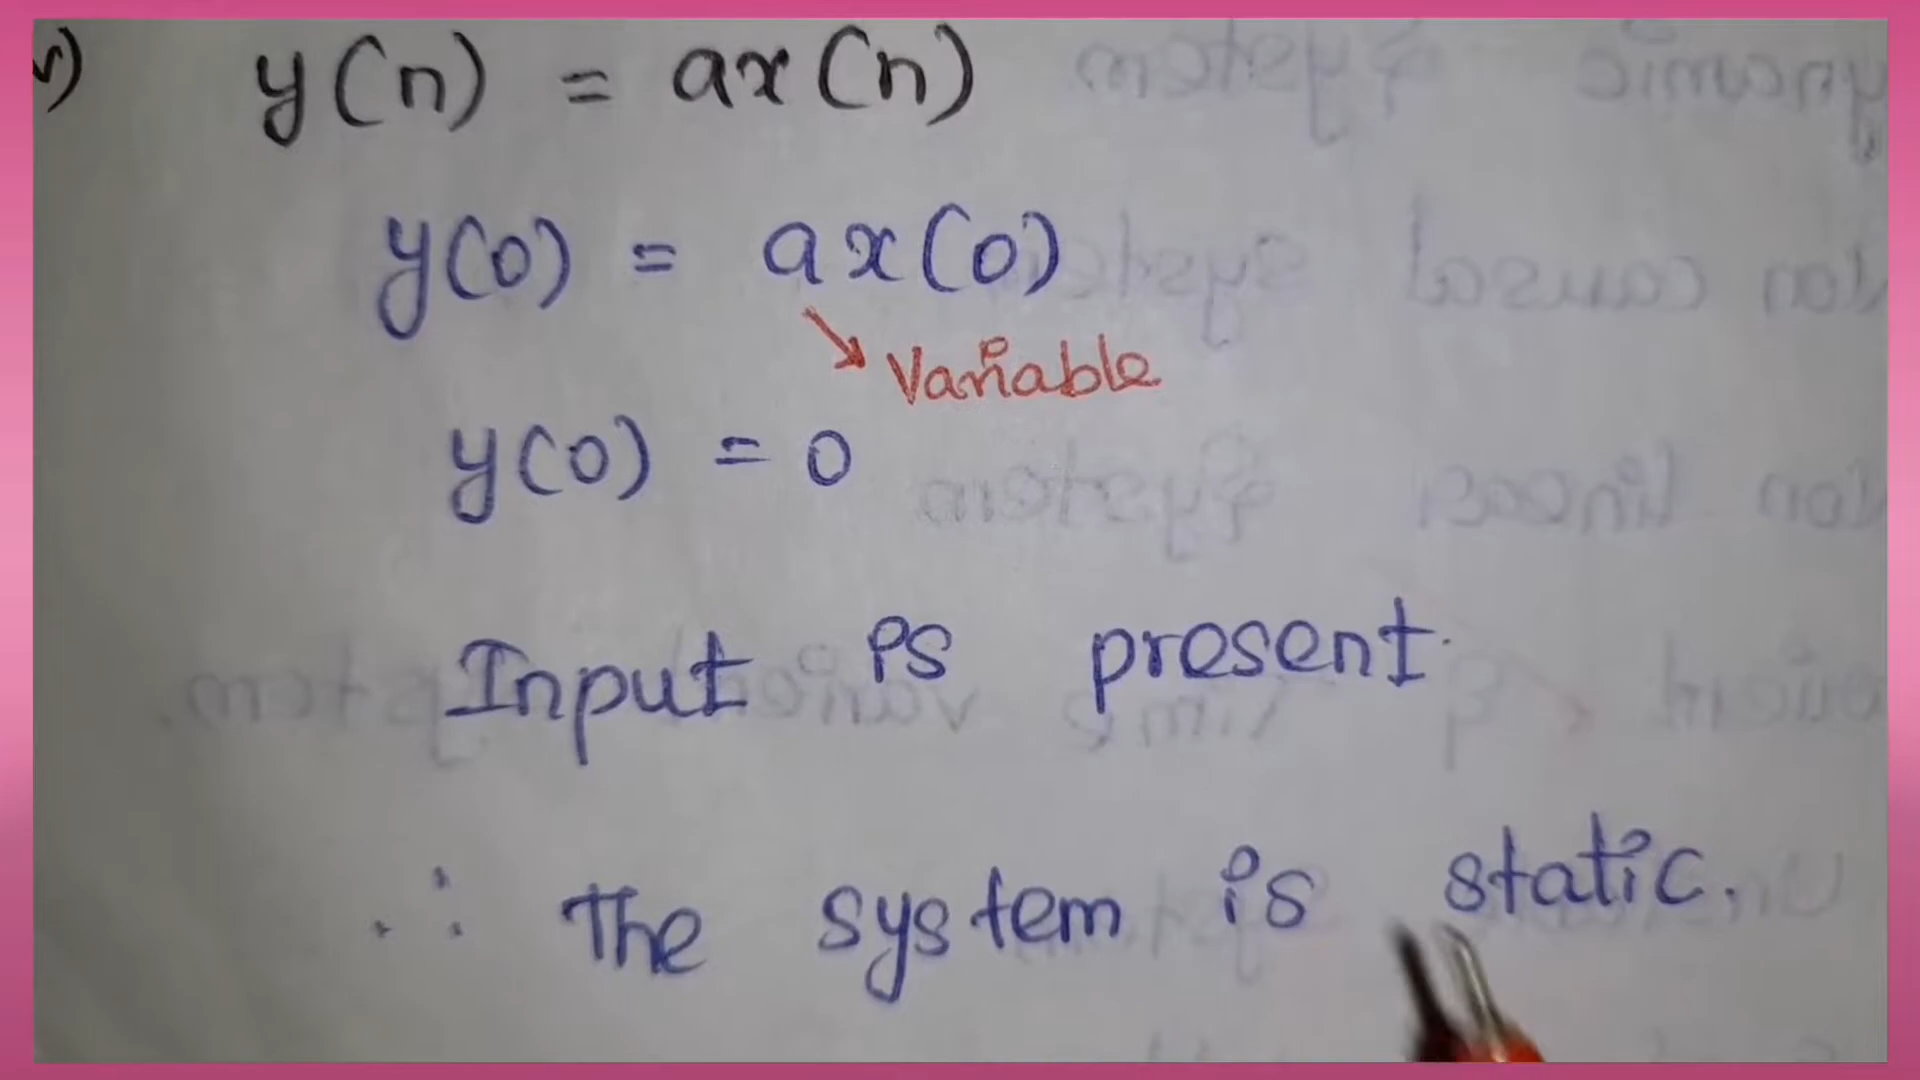 y(n) = ax(n)
y(0) = ax(0)
Variable
y(0) = 0
Input is present.
∴ The system is static.